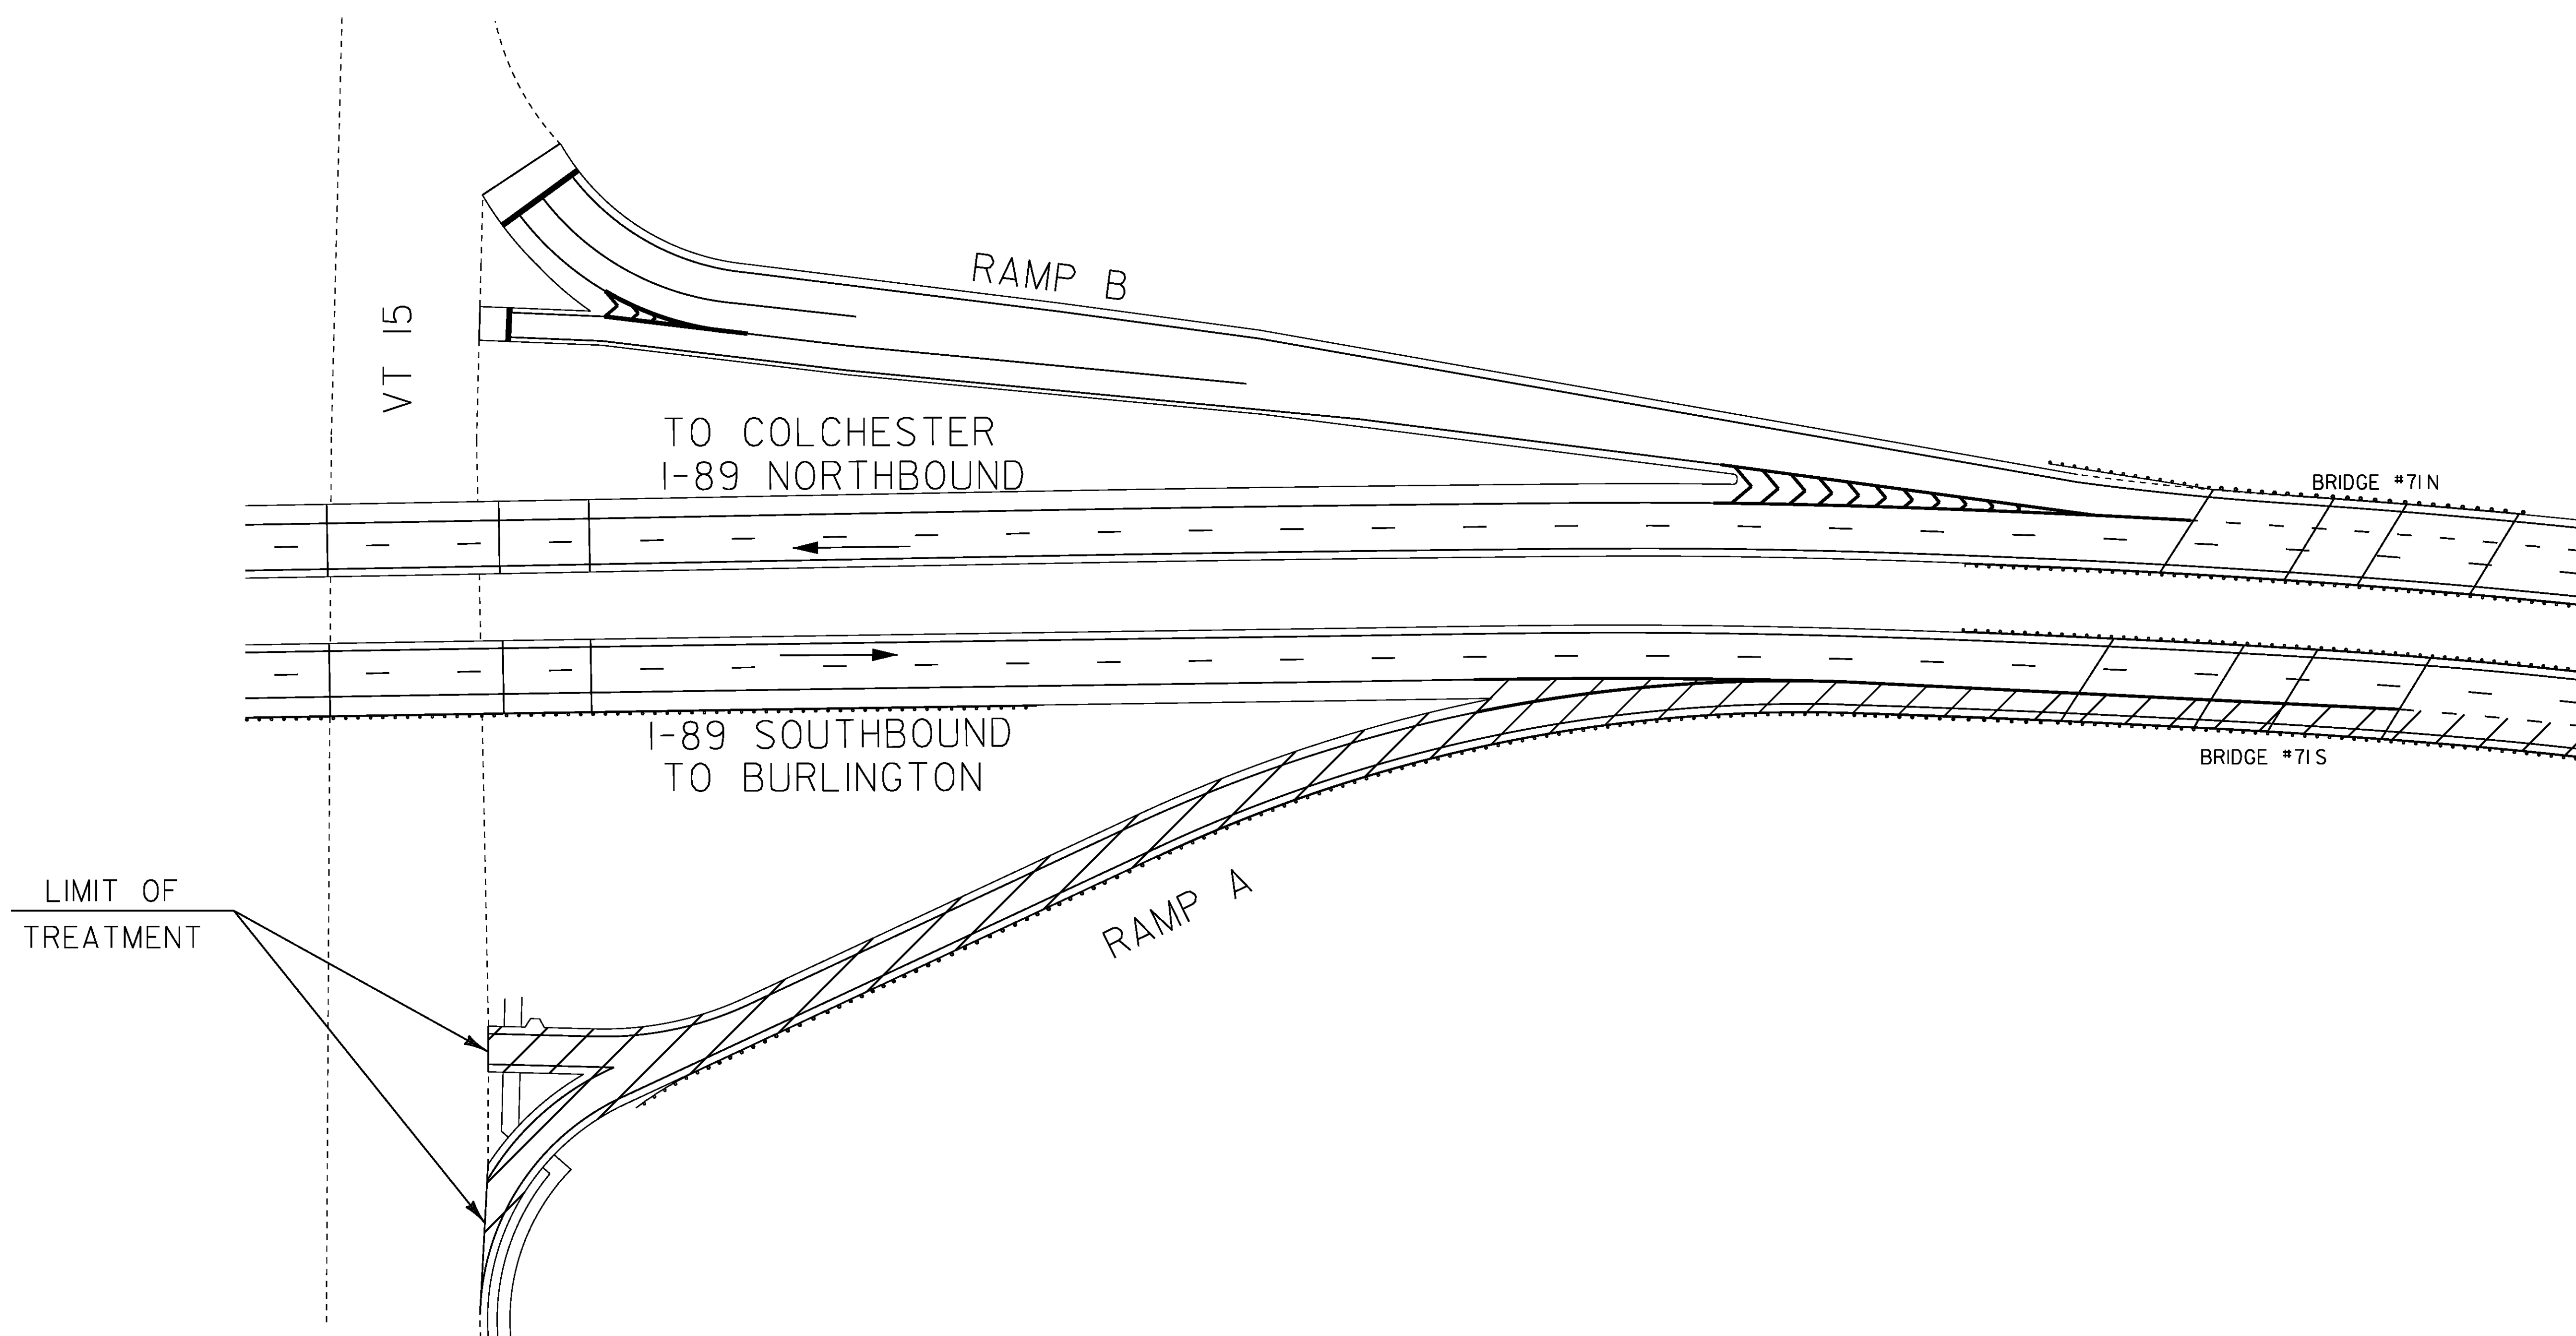 RAMP B
VT 15
TO COLCHESTER
I-89 NORTHBOUND
BRIDGE #71N
I-89 SOUTHBOUND
TO BURLINGTON
BRIDGE #71S
LIMIT OF
TREATMENT
RAMP A